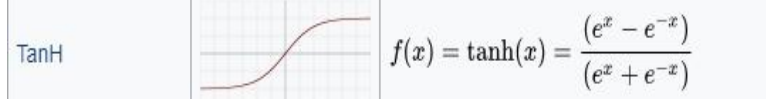 TanH
f(x) = tanh(x) = (e^x − e^{−x}) / (e^x + e^{−x})